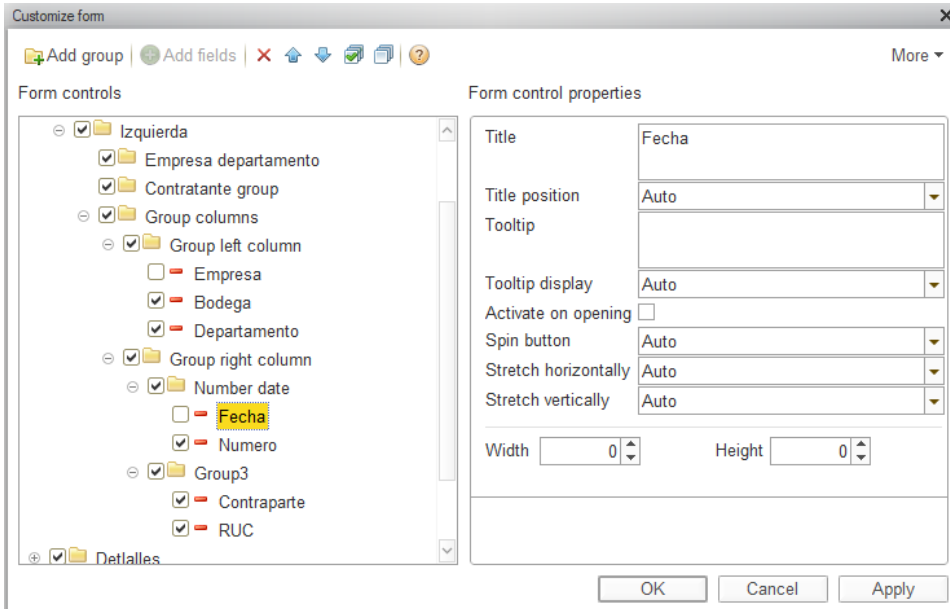 Customize form
Add group Add fields More
Form controls
Izquierda
Empresa departamento
Contratante group
Group columns
Group left column
Empresa
Bodega
Departamento
Group right column
Number date
Fecha
Numero
Group3
Contraparte
RUC
Detlalles
Form control properties
Title Fecha
Title position Auto
Tooltip
Tooltip display Auto
Activate on opening
Spin button Auto
Stretch horizontally Auto
Stretch vertically Auto
Width 0 Height 0
OK Cancel Apply